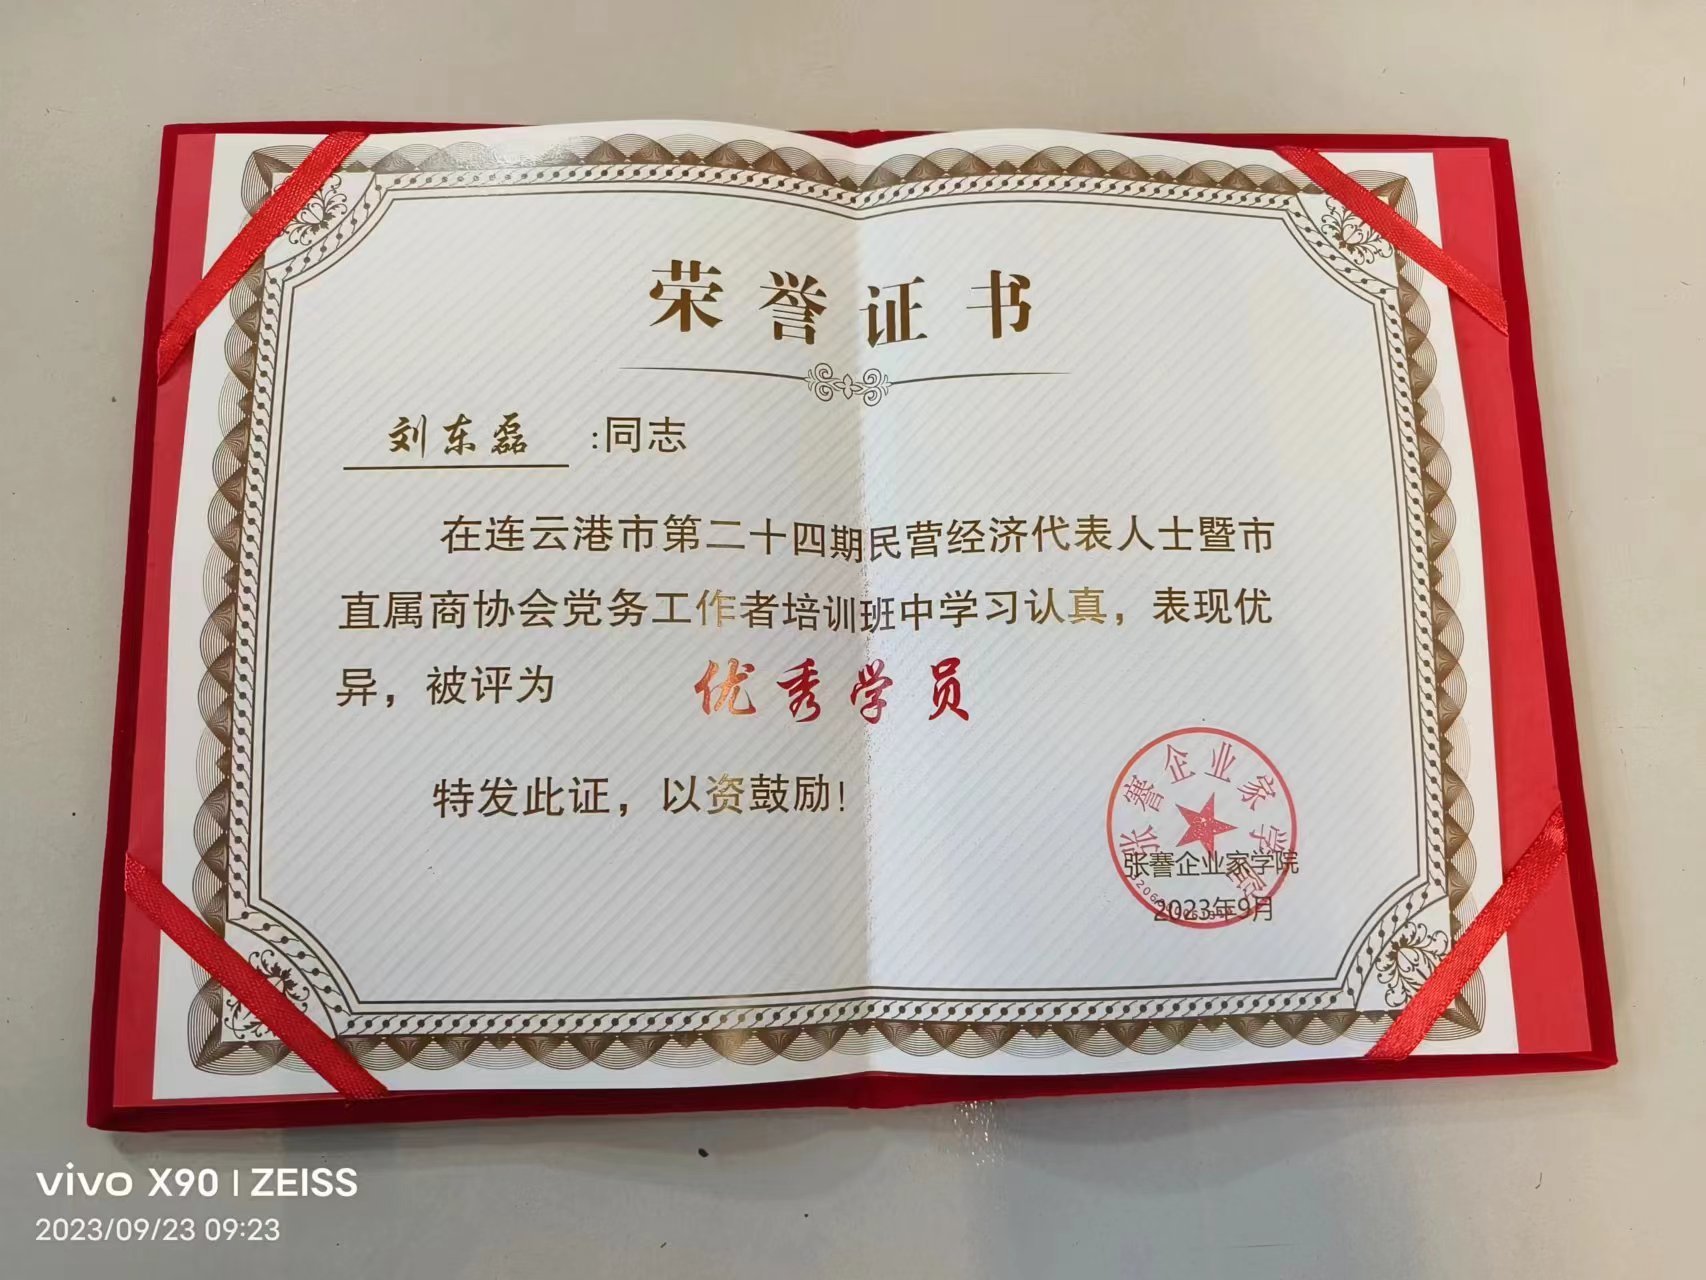 荣誉证书
刘东磊 :同志
在连云港市第二十四期民营经济代表人士暨市
直属商协会党务工作者培训班中学习认真，表现优
异，被评为 优秀学员
特发此证，以资鼓励！
张謇企业家学院
张謇企业家学院
2023年9月
vivo X90 | ZEISS
2023/09/23 09:23